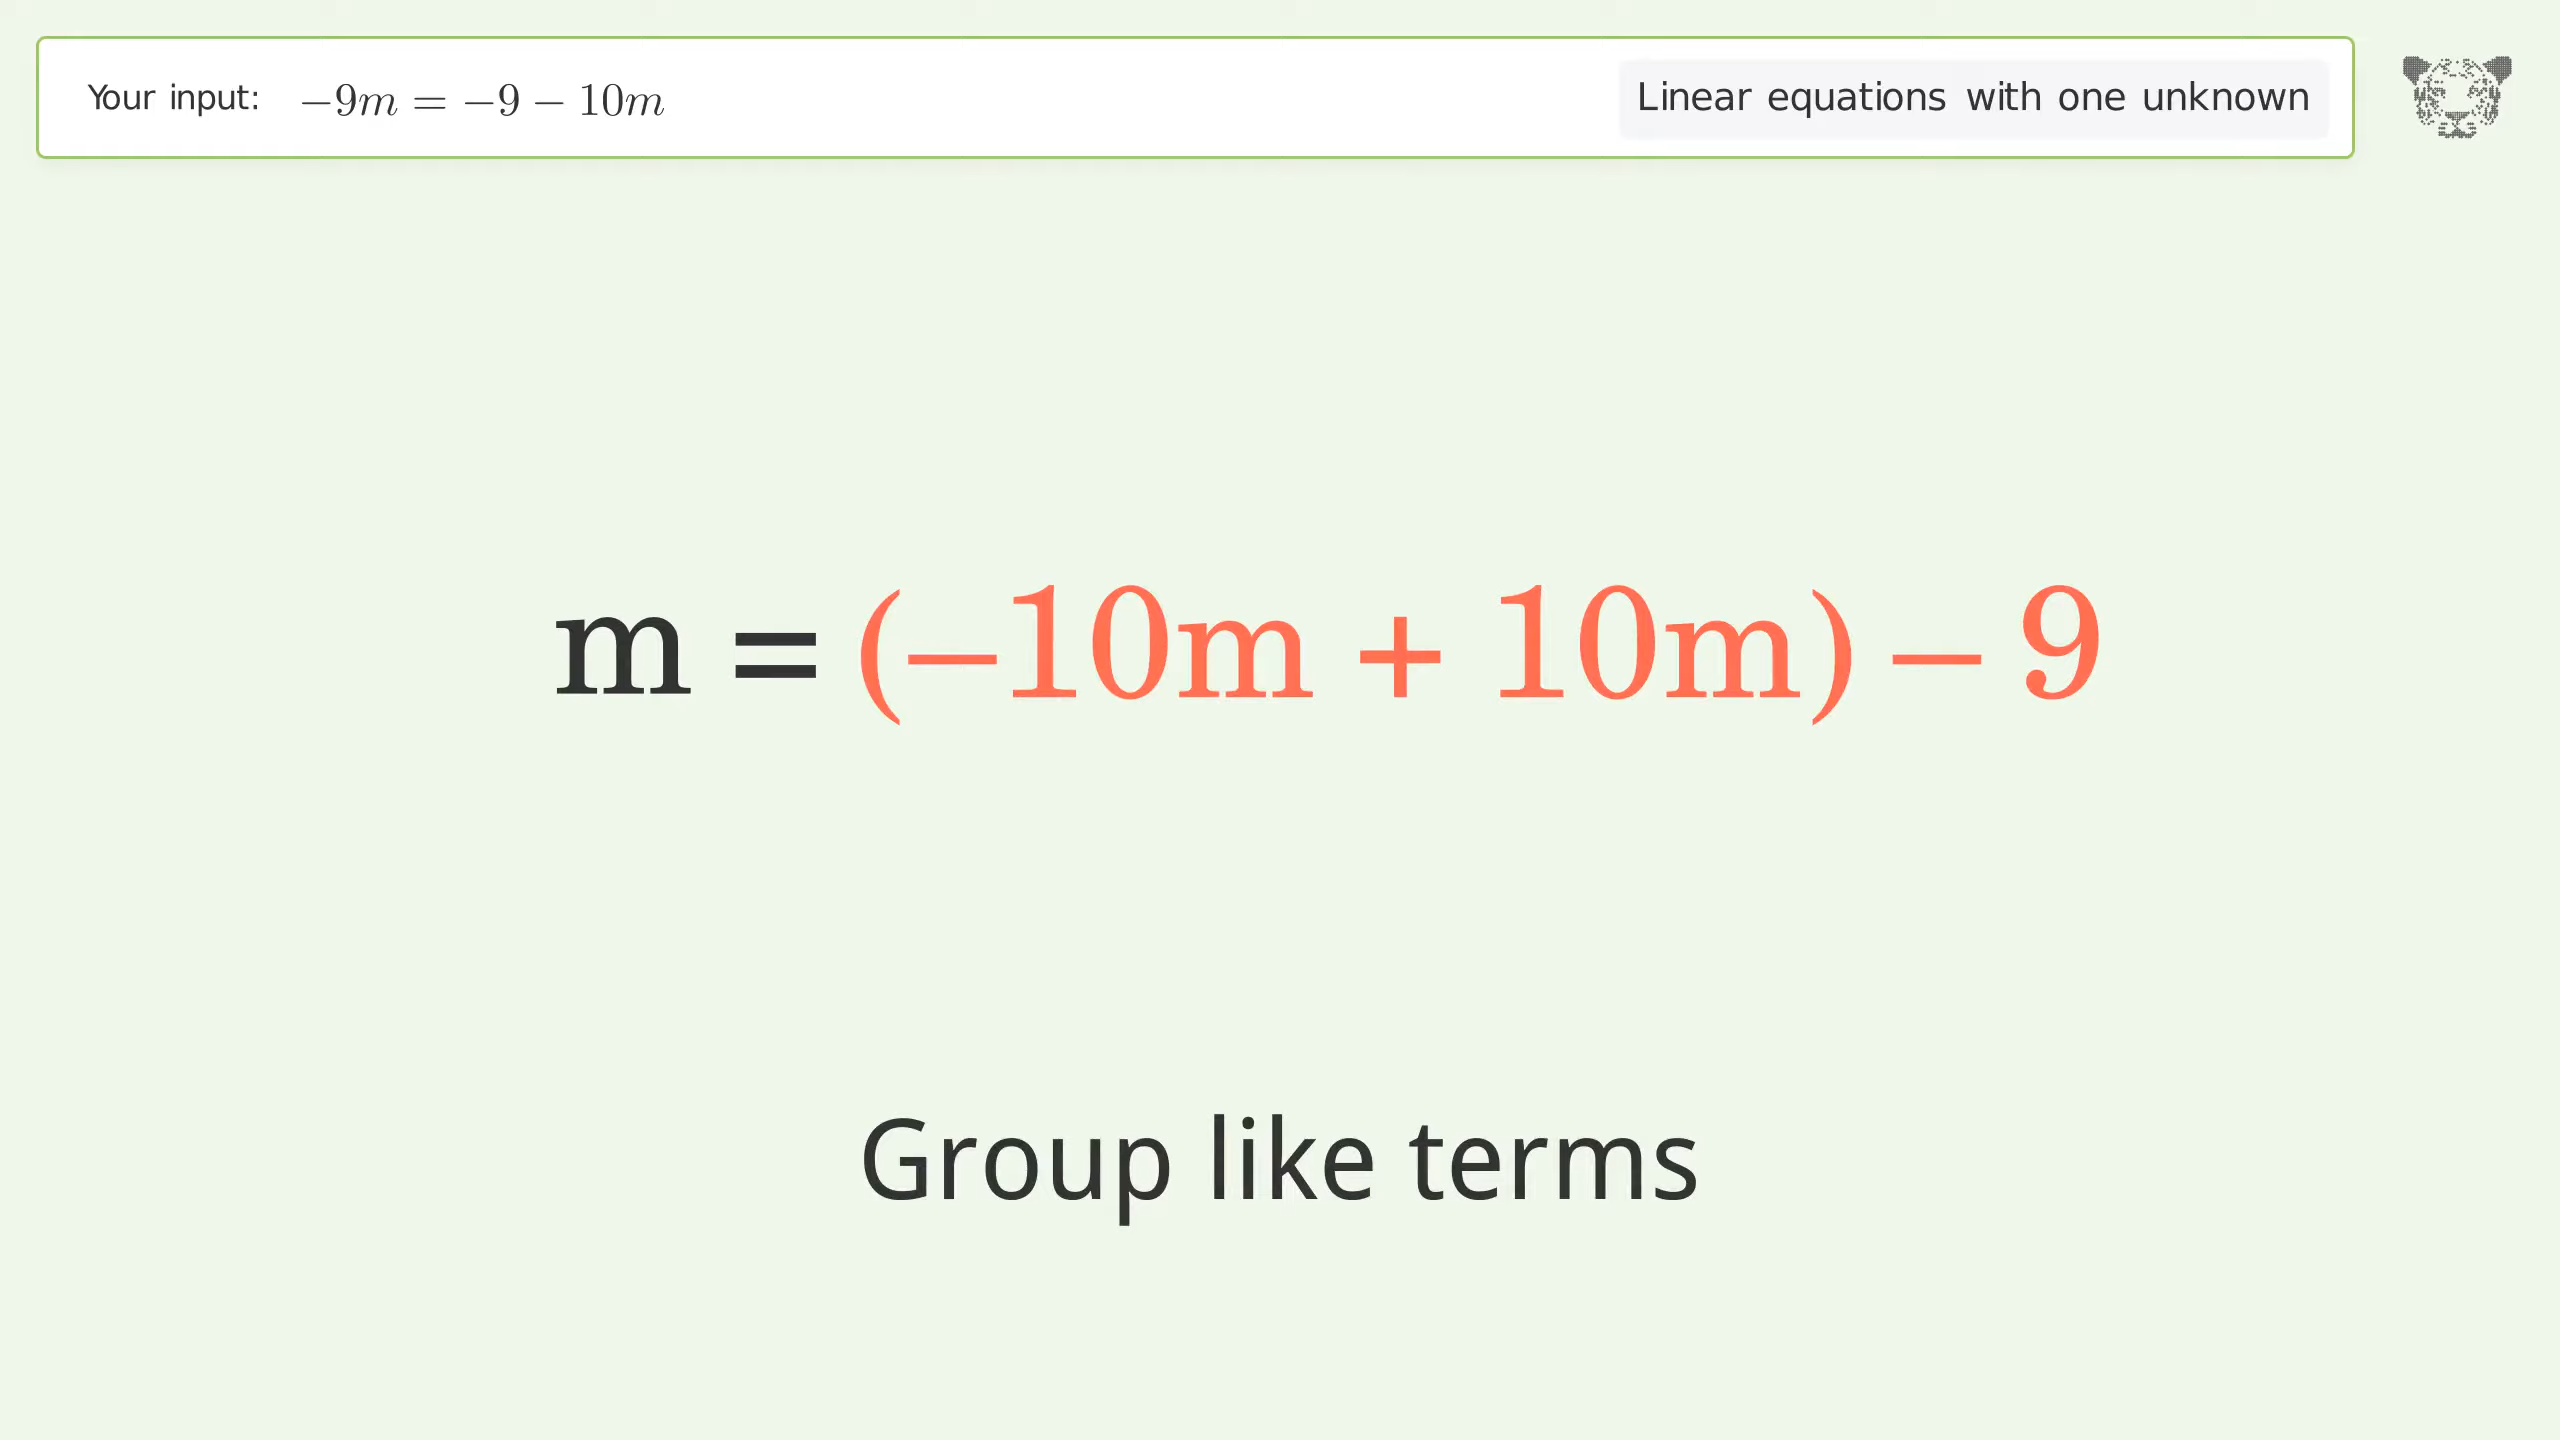 Your input: −9m = −9 − 10m Linear equations with one unknown
m = (−10m + 10m) − 9
Group like terms